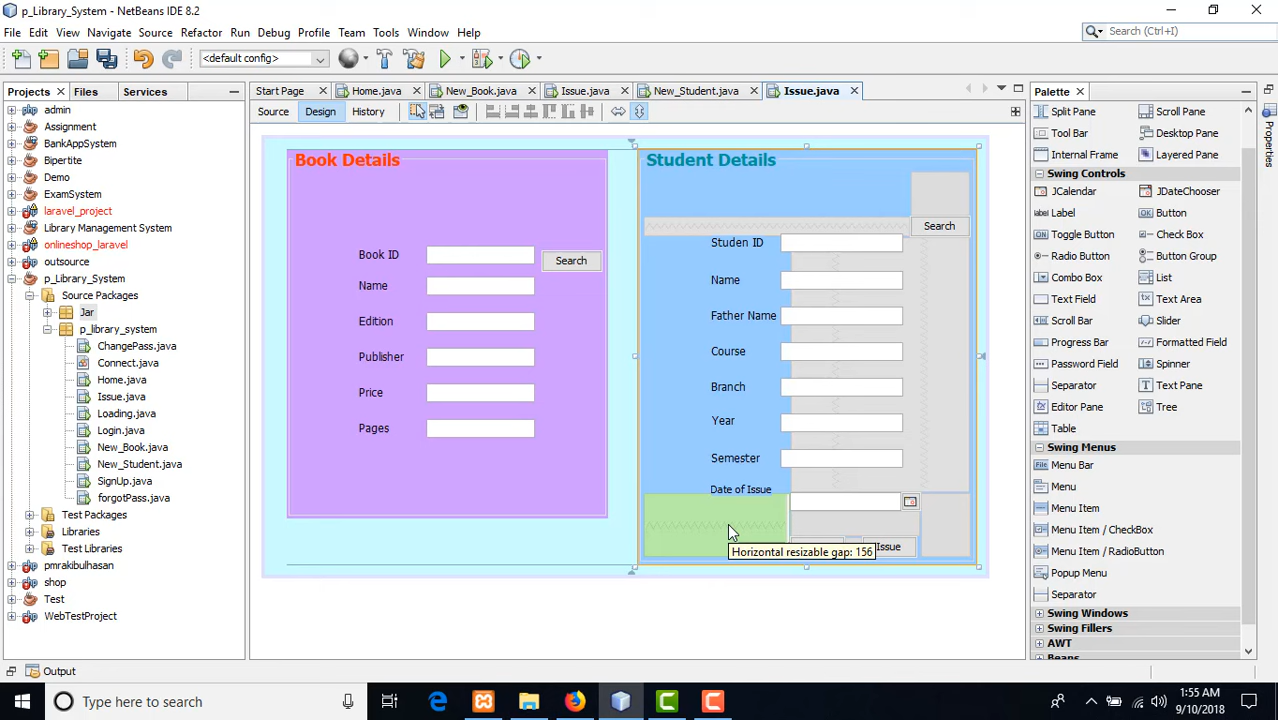 p_Library_System - NetBeans IDE 8.2
File Edit View Navigate Source Refactor Run Debug Profile Team Tools Window Help
Search (Ctrl+I)
<default config>
Projects Files Services
Start Page Home.java New_Book.java Issue.java New_Student.java Issue.java
Palette
Source Design History
admin
Assignment
BankAppSystem
Bipertite
Demo
ExamSystem
laravel_project
Library Management System
onlineshop_laravel
outsource
p_Library_System
Source Packages
Jar
p_library_system
ChangePass.java
Connect.java
Home.java
Issue.java
Loading.java
Login.java
New_Book.java
New_Student.java
SignUp.java
forgotPass.java
Test Packages
Libraries
Test Libraries
pmrakibulhasan
shop
Test
WebTestProject
Book Details
Book ID
Search
Name
Edition
Publisher
Price
Pages
Student Details
Search
Studen ID
Name
Father Name
Course
Branch
Year
Semester
Date of Issue
Issue
Horizontal resizable gap: 156
Split Pane Scroll Pane
Tool Bar Desktop Pane
Internal Frame Layered Pane
Swing Controls
JCalendar JDateChooser
Label Button
Toggle Button Check Box
Radio Button Button Group
Combo Box List
Text Field Text Area
Scroll Bar Slider
Progress Bar Formatted Field
Password Field Spinner
Separator Text Pane
Editor Pane Tree
Table
Swing Menus
Menu Bar
Menu
Menu Item
Menu Item / CheckBox
Menu Item / RadioButton
Popup Menu
Separator
Swing Windows
Swing Fillers
AWT
Beans
Properties
Output
Type here to search
1:55 AM
9/10/2018